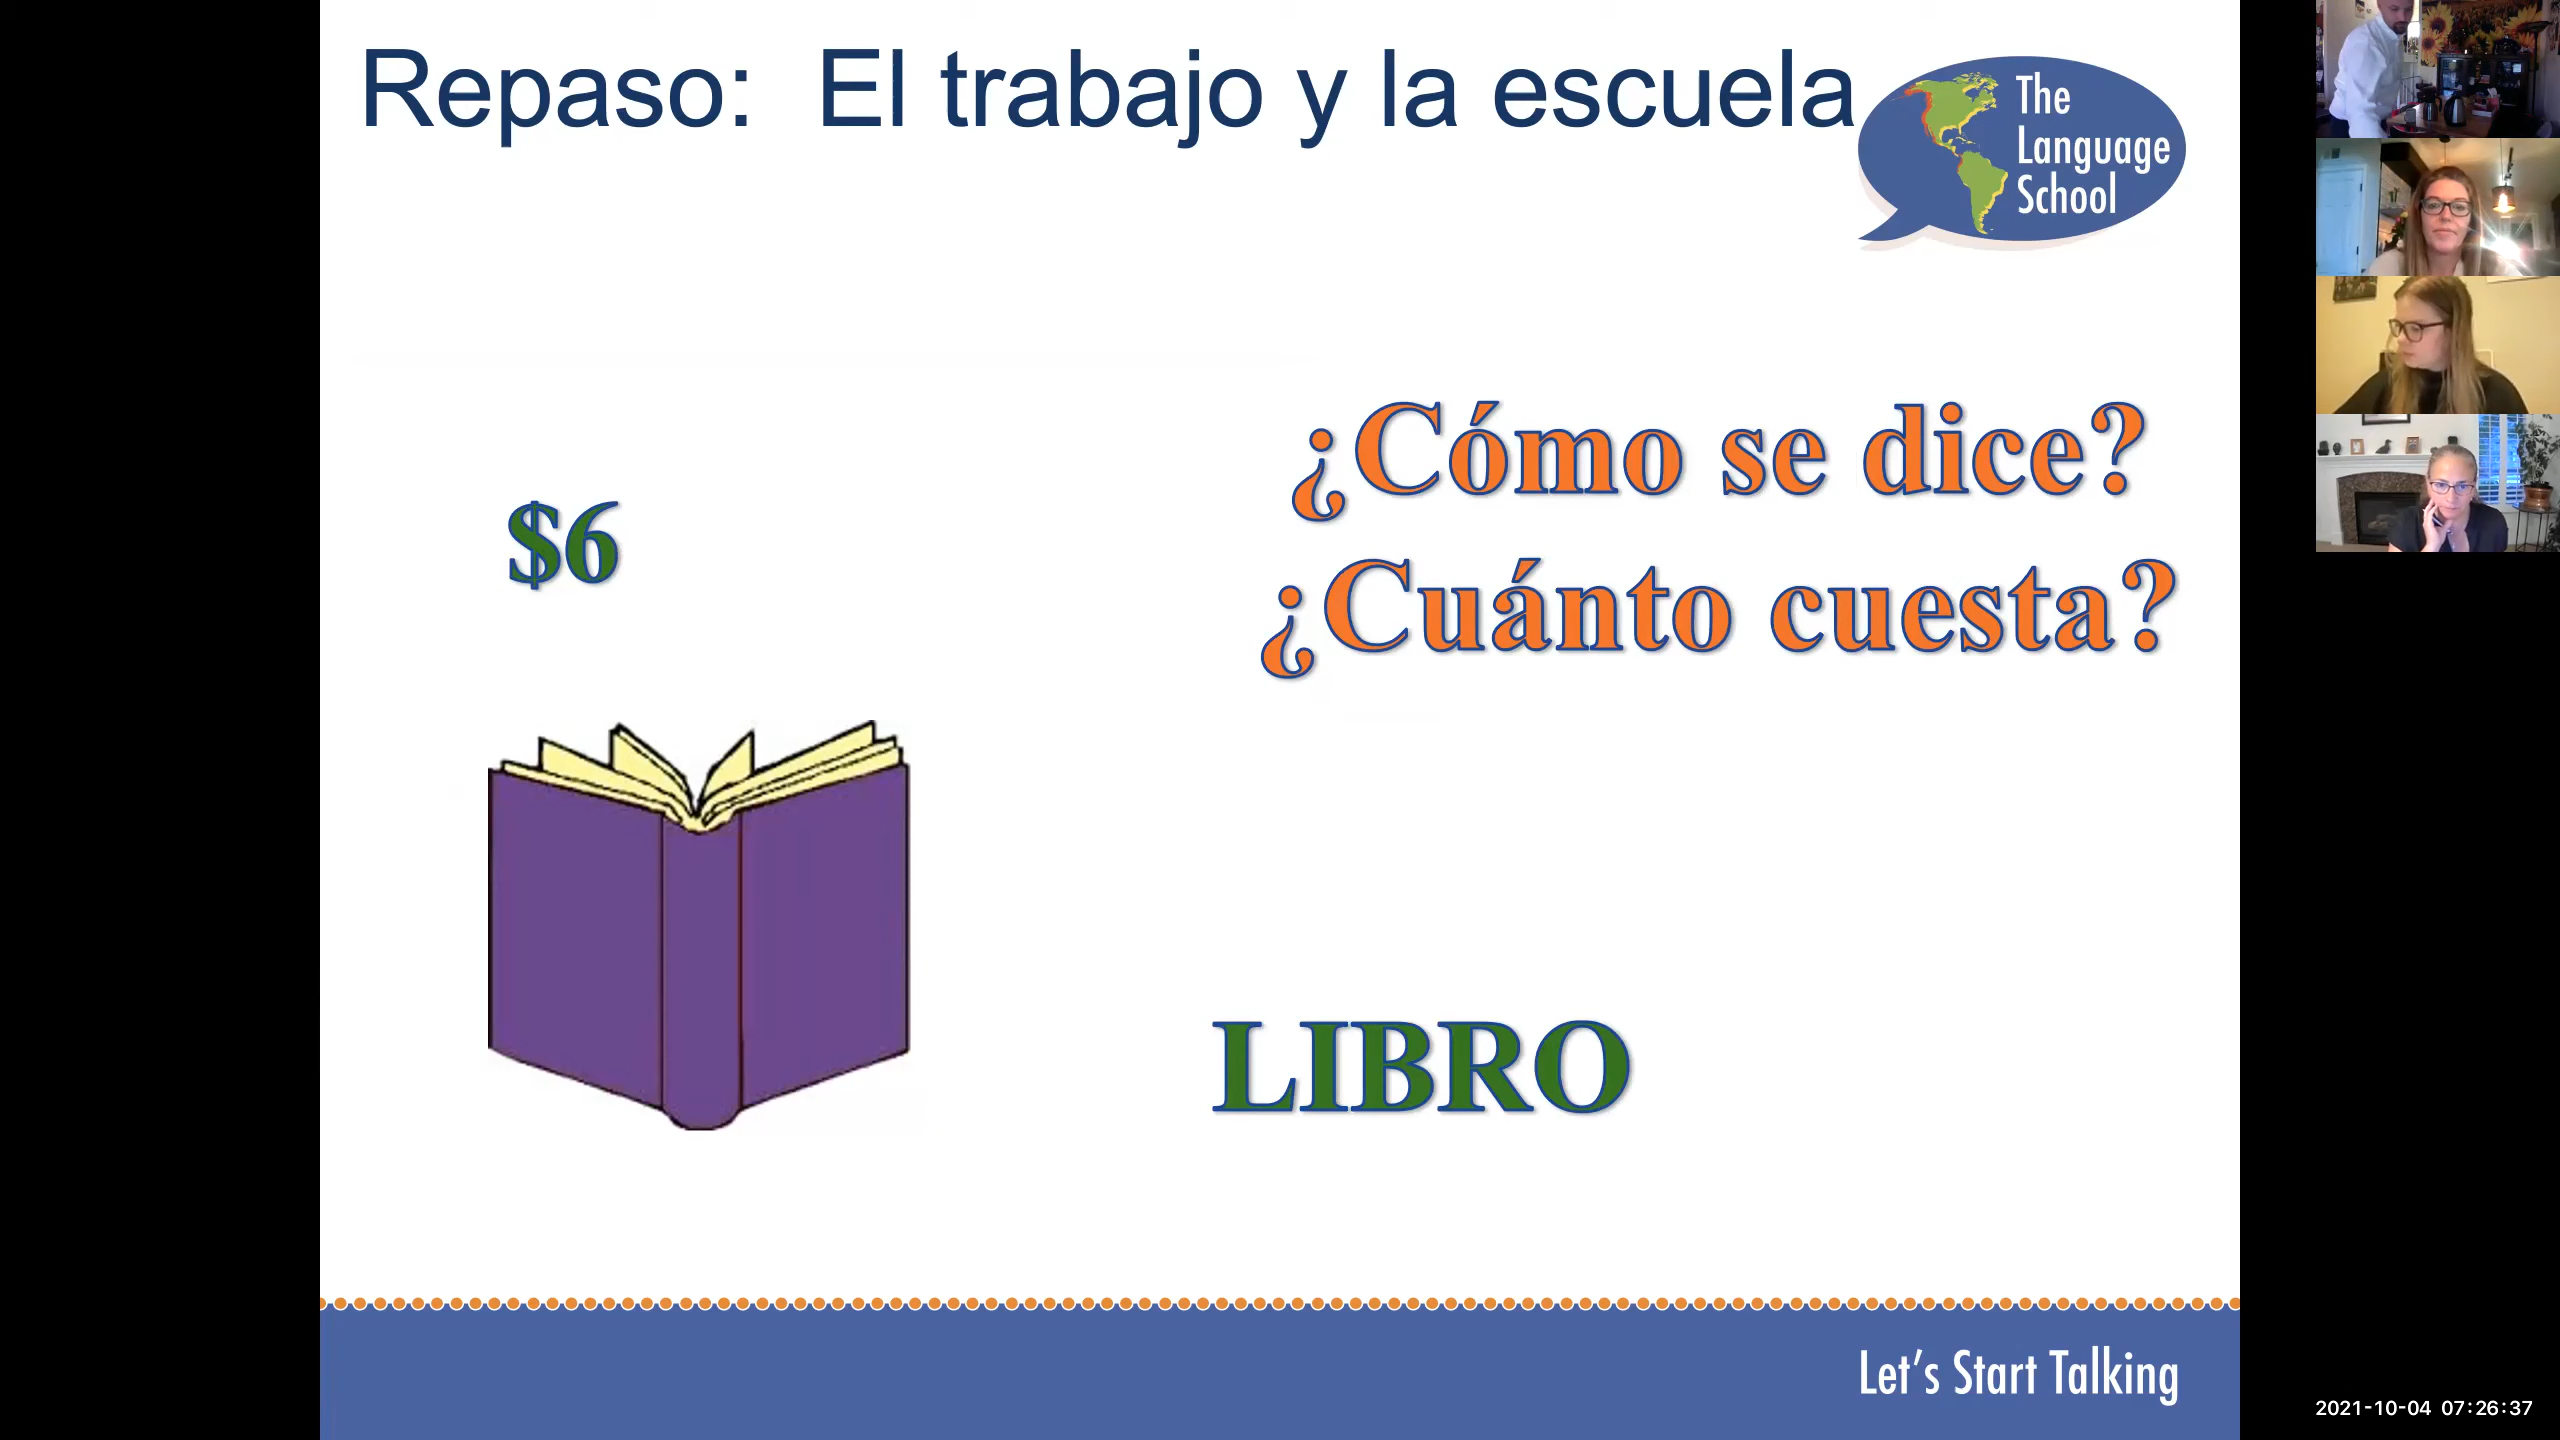 Repaso:  El trabajo y la escuela
The
Language
School
¿Cómo se dice?
$6
¿Cuánto cuesta?
LIBRO
Let's Start Talking
2021-10-04 07:26:37